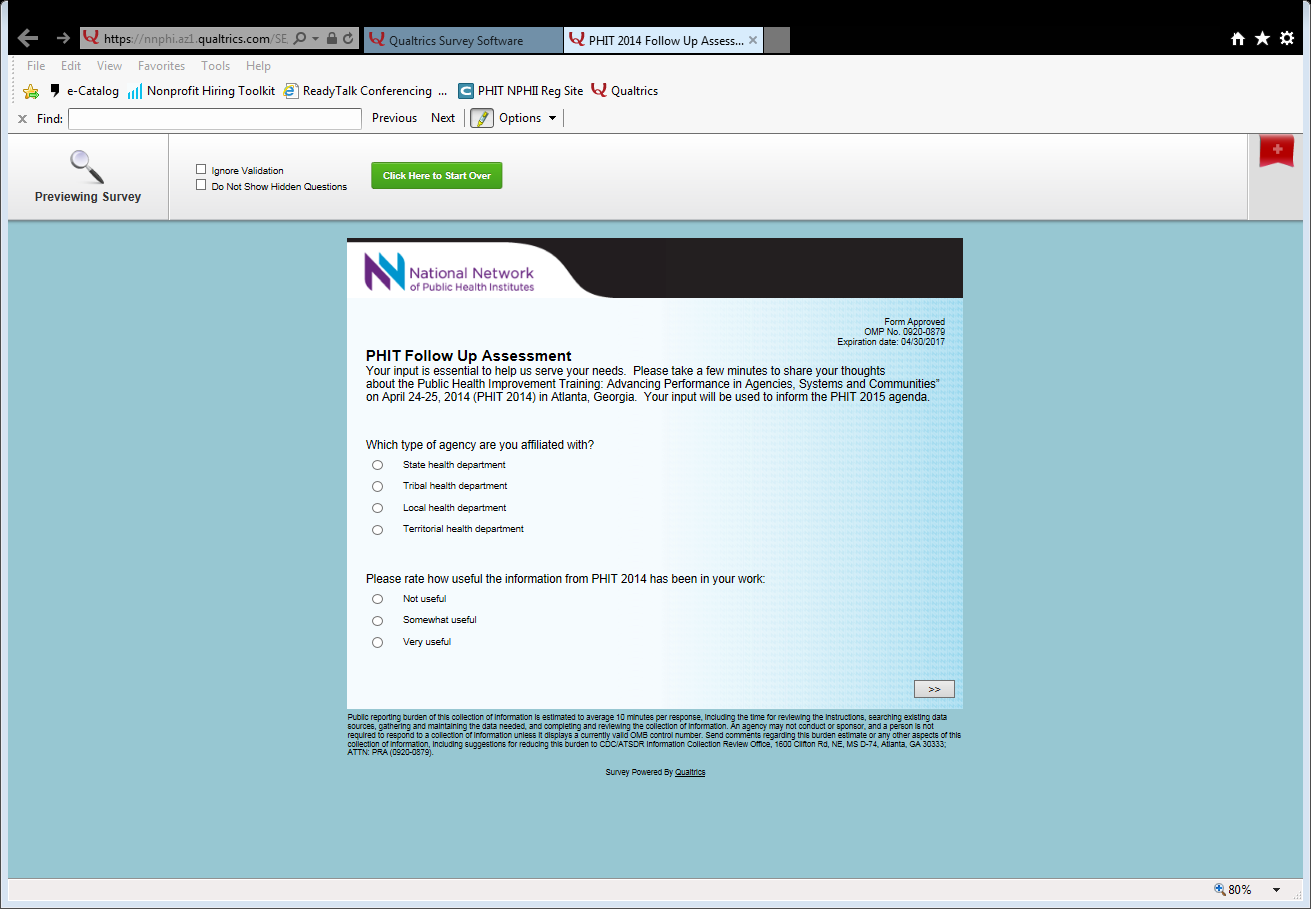 https://nnphi.az1.qualtrics.com/SE
Qualtrics Survey Software
PHIT 2014 Follow Up Assess...
File Edit View Favorites Tools Help
e-Catalog Nonprofit Hiring Toolkit ReadyTalk Conferencing ... PHIT NPHII Reg Site Qualtrics
x Find: Previous Next Options
Previewing Survey
Ignore Validation
Do Not Show Hidden Questions
Click Here to Start Over
National Network
of Public Health Institutes
Form Approved
OMP No. 0920-0879
Expiration date: 04/30/2017
PHIT Follow Up Assessment
Your input is essential to help us serve your needs.  Please take a few minutes to share your thoughts
about the Public Health Improvement Training: Advancing Performance in Agencies, Systems and Communities”
on April 24-25, 2014 (PHIT 2014) in Atlanta, Georgia.  Your input will be used to inform the PHIT 2015 agenda.
Which type of agency are you affiliated with?
State health department
Tribal health department
Local health department
Territorial health department
Please rate how useful the information from PHIT 2014 has been in your work:
Not useful
Somewhat useful
Very useful
>>
Public reporting burden of this collection of information is estimated to average 10 minutes per response, including the time for reviewing the instructions, searching existing data
sources, gathering and maintaining the data needed, and completing and reviewing the collection of information. An agency may not conduct or sponsor, and a person is not
required to respond to a collection of information unless it displays a currently valid OMB control number. Send comments regarding this burden estimate or any other aspects of this
collection of information, including suggestions for reducing this burden to CDC/ATSDR Information Collection Review Office, 1600 Clifton Rd, NE, MS D-74, Atlanta, GA 30333;
ATTN: PRA (0920-0879).
Survey Powered By Qualtrics
80%